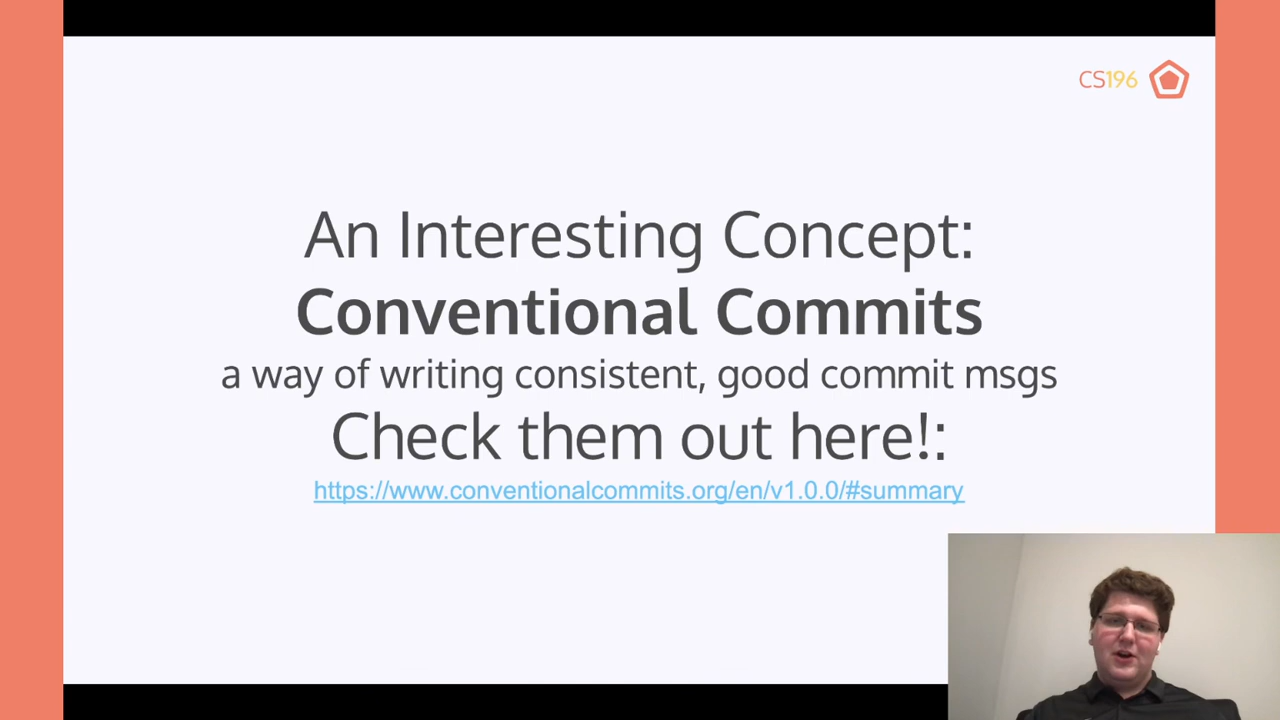 CS196
An Interesting Concept:
Conventional Commits
a way of writing consistent, good commit msgs
Check them out here!:
https://www.conventionalcommits.org/en/v1.0.0/#summary